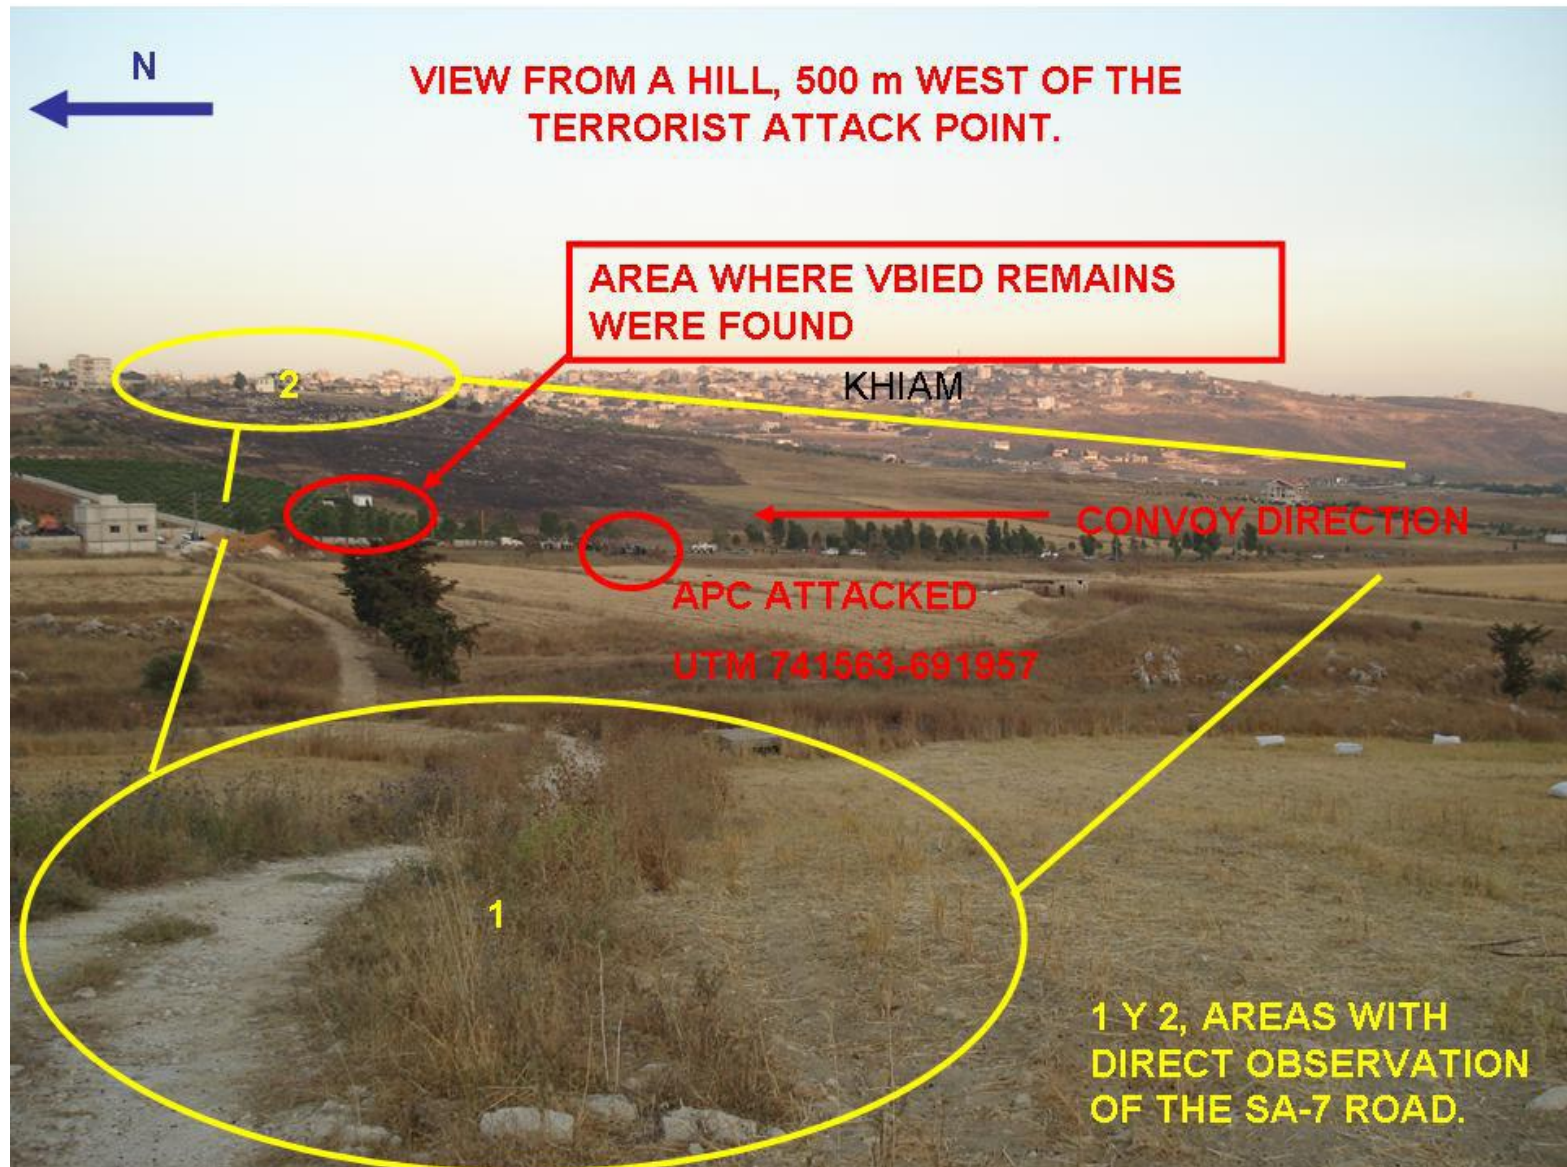 N
VIEW FROM A HILL, 500 m WEST OF THE
TERRORIST ATTACK POINT.
AREA WHERE VBIED REMAINS
WERE FOUND
2
KHIAM
CONVOY DIRECTION
APC ATTACKED
UTM 741563-691957
1
1 Y 2, AREAS WITH
DIRECT OBSERVATION
OF THE SA-7 ROAD.